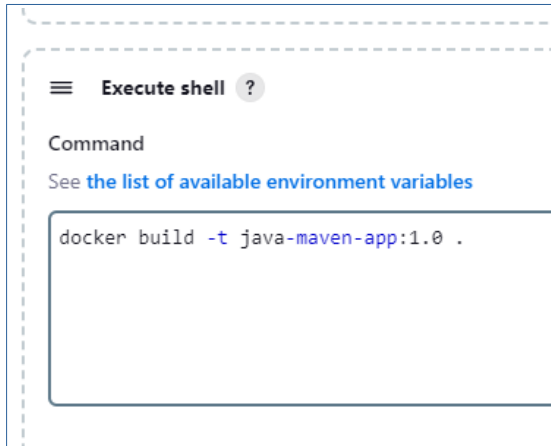 Execute shell ?
Command
See the list of available environment variables
docker build -t java-maven-app:1.0 .